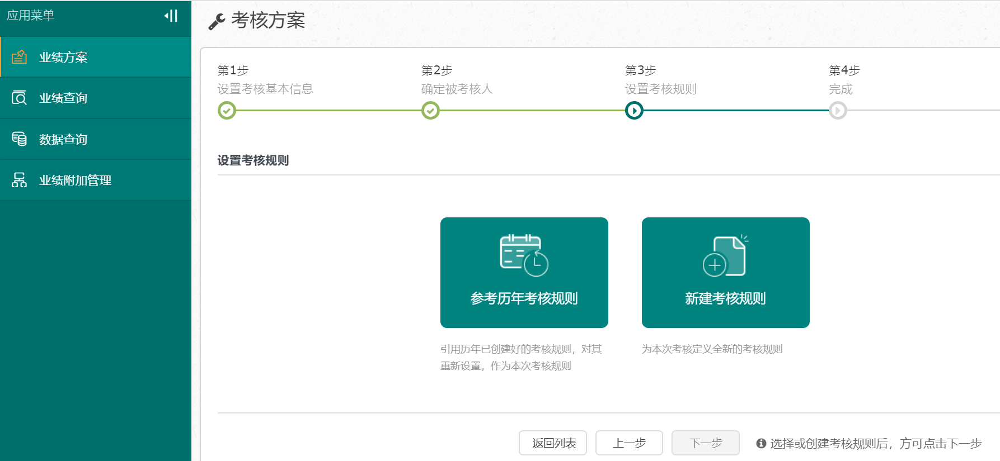 应用菜单
业绩方案
业绩查询
数据查询
业绩附加管理
考核方案
第1步
设置考核基本信息
第2步
确定被考核人
第3步
设置考核规则
第4步
完成
设置考核规则
参考历年考核规则
引用历年已创建好的考核规则，对其
重新设置，作为本次考核规则
新建考核规则
为本次考核定义全新的考核规则
返回列表
上一步
下一步
选择或创建考核规则后，方可点击下一步